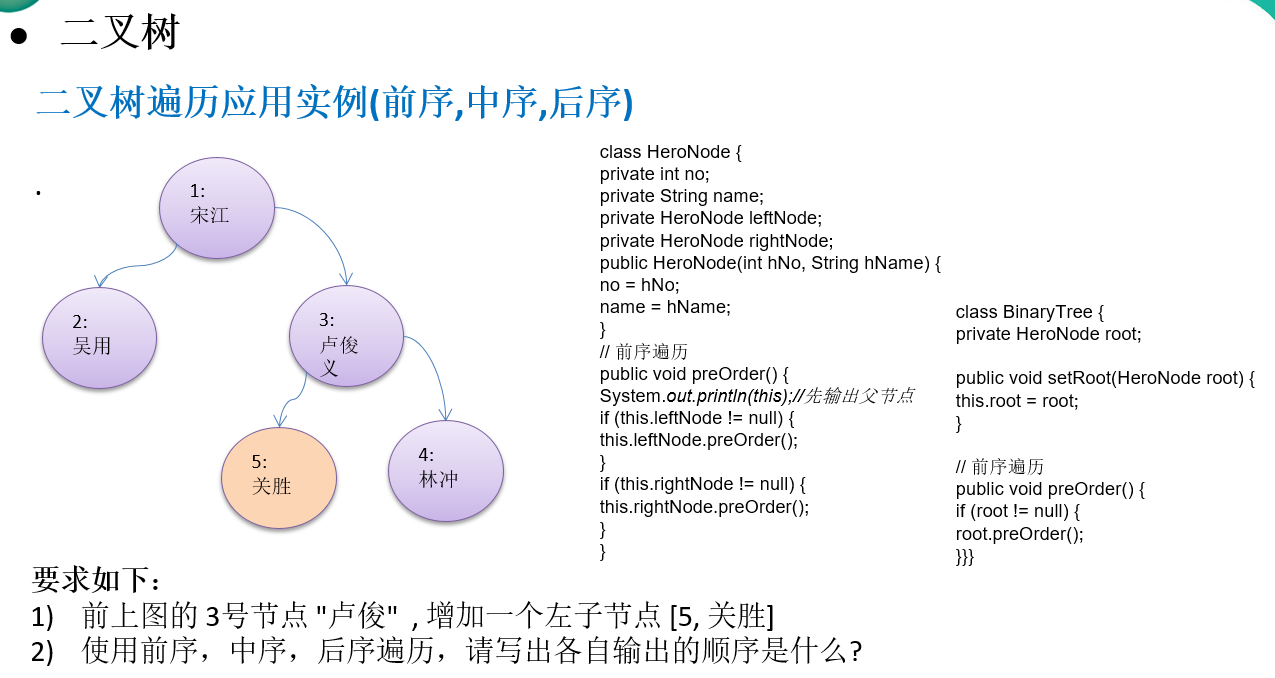 ● 二叉树
二叉树遍历应用实例(前序,中序,后序)
.
1:
宋江
2:
吴用
3:
卢俊
义
5:
关胜
4:
林冲
class HeroNode {
private int no;
private String name;
private HeroNode leftNode;
private HeroNode rightNode;
public HeroNode(int hNo, String hName) {
no = hNo;
name = hName;
}
// 前序遍历
public void preOrder() {
System.out.println(this);//先输出父节点
if (this.leftNode != null) {
this.leftNode.preOrder();
}
if (this.rightNode != null) {
this.rightNode.preOrder();
}
}
class BinaryTree {
private HeroNode root;
public void setRoot(HeroNode root) {
this.root = root;
}
// 前序遍历
public void preOrder() {
if (root != null) {
root.preOrder();
}}}
要求如下：
1) 前上图的 3号节点 "卢俊" , 增加一个左子节点 [5, 关胜]
2) 使用前序，中序，后序遍历，请写出各自输出的顺序是什么?